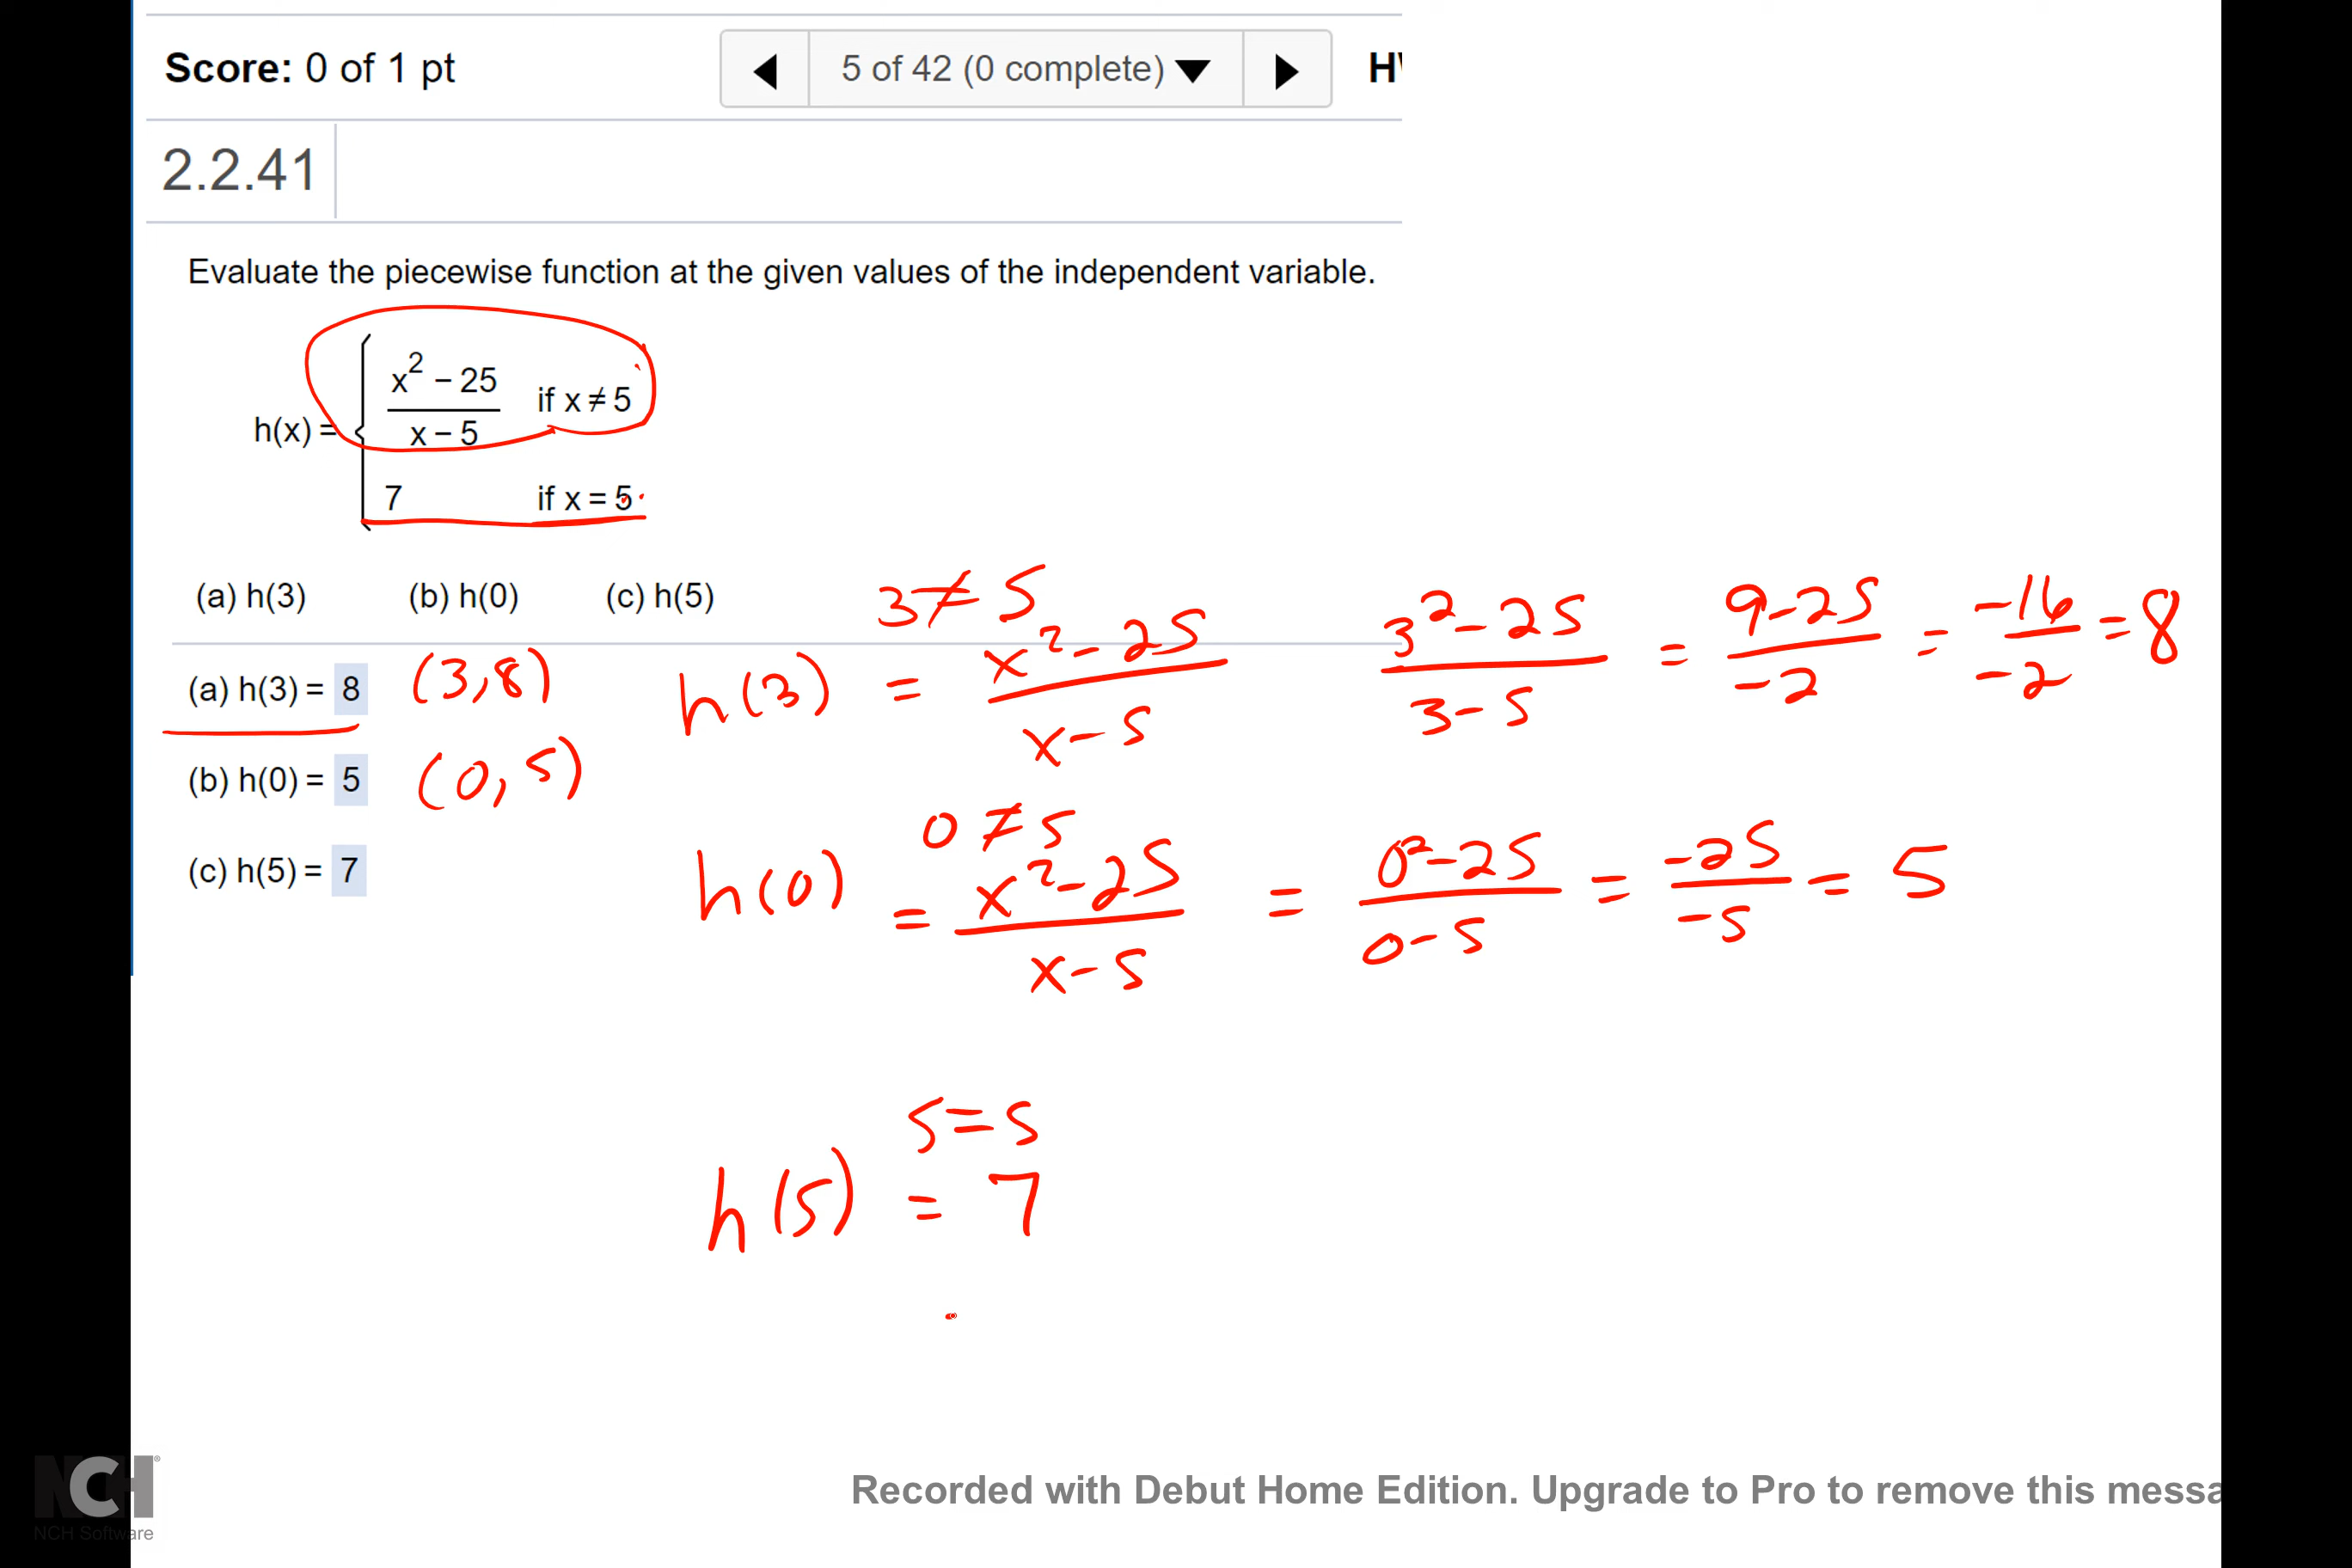 Score: 0 of 1 pt
5 of 42 (0 complete)
2.2.41
Evaluate the piecewise function at the given values of the independent variable.
x² − 25
if x ≠ 5
h(x) =
x − 5
7 if x = 5
(a) h(3) (b) h(0) (c) h(5)
3 ≠ 5
(a) h(3) = 8 (3,8)
h(3) = x² − 25 / x − 5
3² − 25 / 3 − 5 = 9 − 25 / −2 = −16 / −2 = 8
(b) h(0) = 5 (0,5)
0 ≠ 5
(c) h(5) = 7
h(0) = x² − 25 / x − 5 = 0² − 25 / 0 − 5 = −25 / −5 = 5
5 = 5
h(5) = 7
NCH®
NCH Software
Recorded with Debut Home Edition. Upgrade to Pro to remove this messa